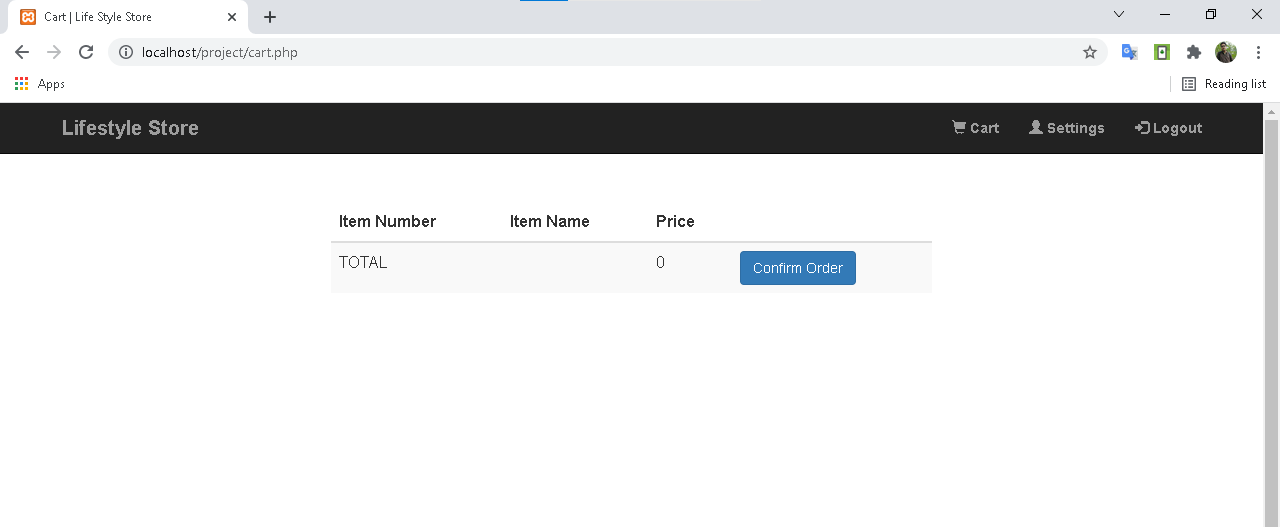 Cart | Life Style Store
localhost/project/cart.php
Apps
Reading list
Lifestyle Store
Cart
Settings
Logout
Item Number Item Name Price
TOTAL 0 Confirm Order